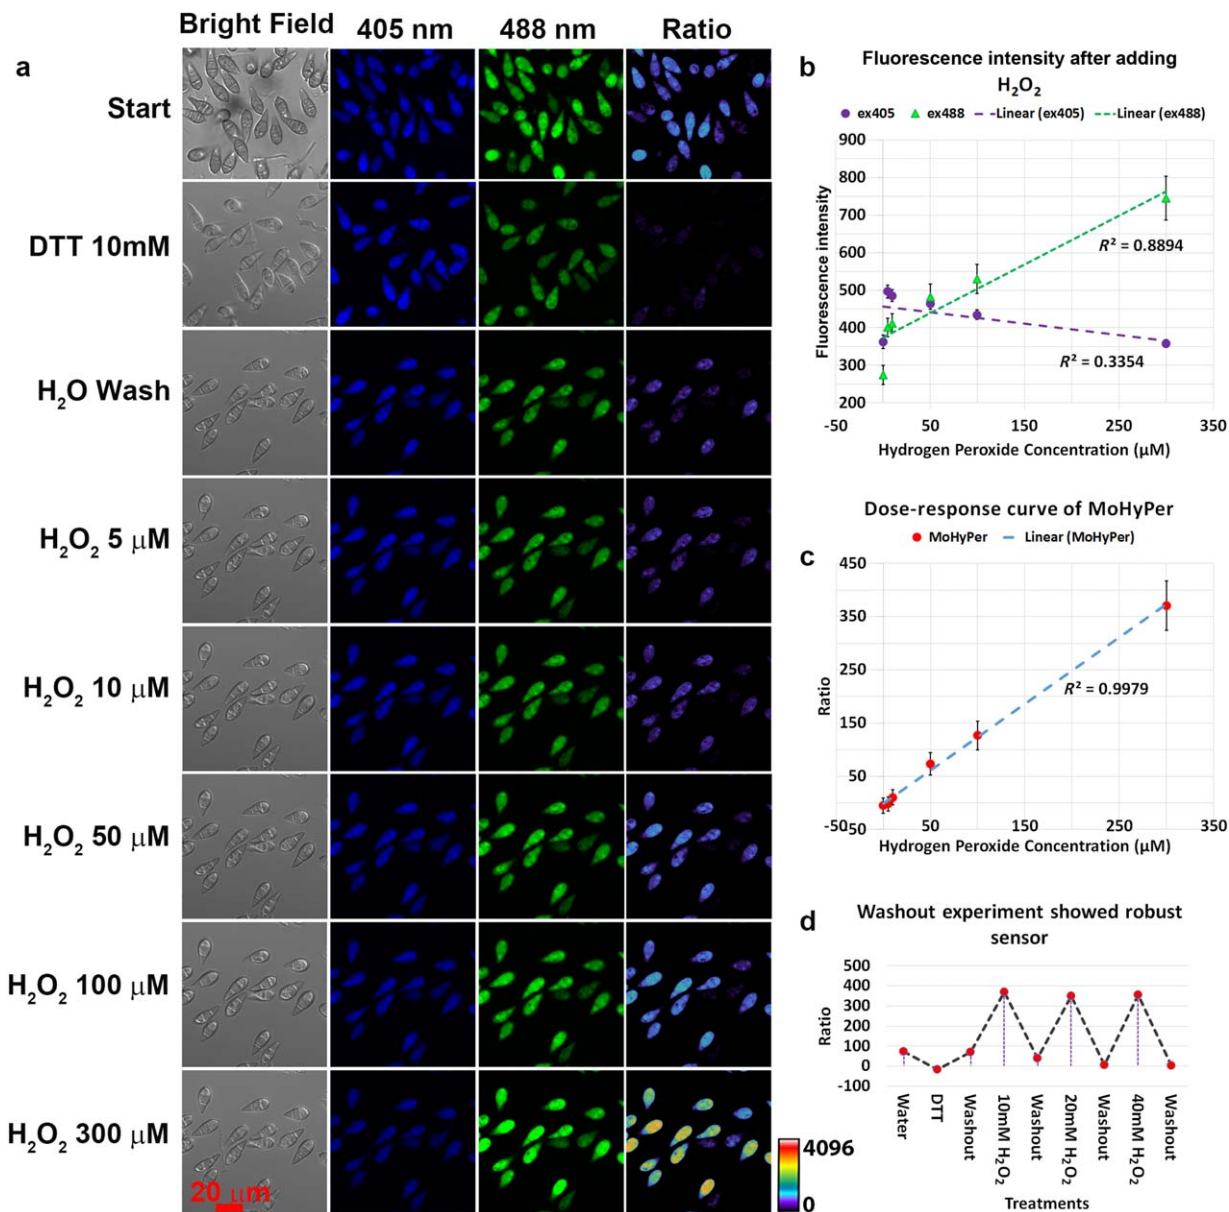 a
Bright Field 405 nm 488 nm Ratio
Start
DTT 10mM
H₂O Wash
H₂O₂ 5 μM
H₂O₂ 10 μM
H₂O₂ 50 μM
H₂O₂ 100 μM
H₂O₂ 300 μM
20 μm
4096
0
b
Fluorescence intensity after adding
H₂O₂
ex405 ex488 Linear (ex405) Linear (ex488)
900
800
700
600
500
400
300
200
Fluorescence intensity
R² = 0.8894
R² = 0.3354
-50 50 150 250 350
Hydrogen Peroxide Concentration (μM)
c
Dose-response curve of MoHyPer
MoHyPer Linear (MoHyPer)
450
350
250
150
50
-50
Ratio
R² = 0.9979
-50 50 150 250 350
Hydrogen Peroxide Concentration (μM)
d
Washout experiment showed robust
sensor
500
400
300
200
100
0
-100
Ratio
Water
DTT
Washout
10mM H₂O₂
Washout
20mM H₂O₂
Washout
40mM H₂O₂
Washout
Treatments